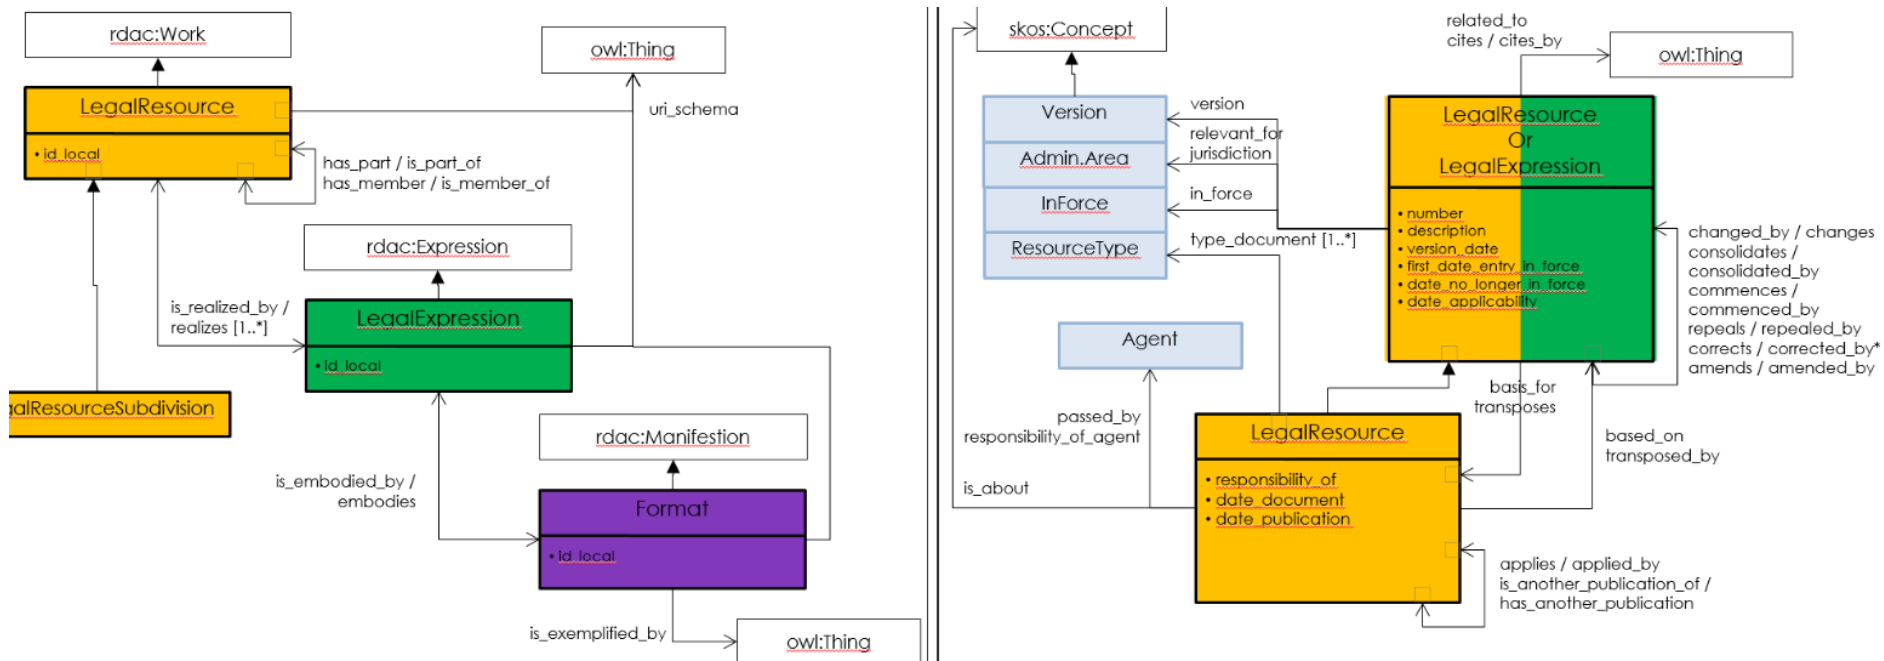 rdac:Work
owl:Thing
LegalResource
• id_local
uri_schema
has_part / is_part_of
has_member / is_member_of
rdac:Expression
is_realized_by /
realizes [1..*]
LegalExpression
• id_local
galResourceSubdivision
rdac:Manifestion
is_embodied_by /
embodies
Format
• id_local
is_exemplified_by
owl:Thing
skos:Concept
related_to
cites / cites_by
owl:Thing
Version
version
relevant_for
jurisdiction
Admin.Area
InForce
in_force
ResourceType
type_document [1..*]
LegalResource
Or
LegalExpression
• number
• description
• version_date
• first_date_entry_in_force
• date_no_longer_in_force
• date_applicability
changed_by / changes
consolidates /
consolidated_by
commences /
commenced_by
repeals / repealed_by
corrects / corrected_by*
amends / amended_by
Agent
passed_by
responsibility_of_agent
is_about
basis_for
transposes
based_on
transposed_by
LegalResource
• responsibility_of
• date_document
• date_publication
applies / applied_by
is_another_publication_of /
has_another_publication